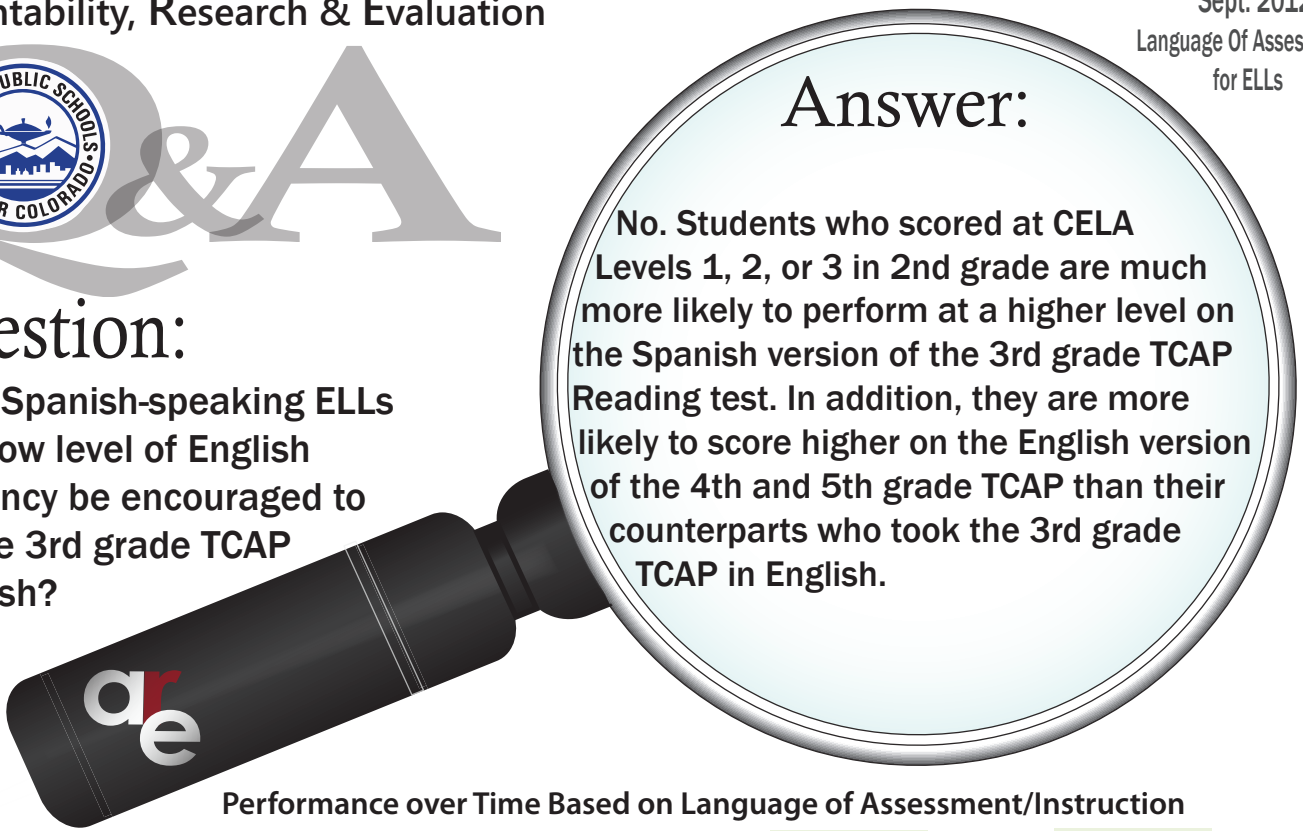 ntability, Research & Evaluation
Sept. 2012
Language Of Asses
for ELLs
PUBLIC SCHOOLS
R COLORADO
Q&A
estion:
Spanish-speaking ELLs
ow level of English
ency be encouraged to
e 3rd grade TCAP
sh?
Answer:
No. Students who scored at CELA
Levels 1, 2, or 3 in 2nd grade are much
more likely to perform at a higher level on
the Spanish version of the 3rd grade TCAP
Reading test. In addition, they are more
likely to score higher on the English version
of the 4th and 5th grade TCAP than their
counterparts who took the 3rd grade
TCAP in English.
are
Performance over Time Based on Language of Assessment/Instruction